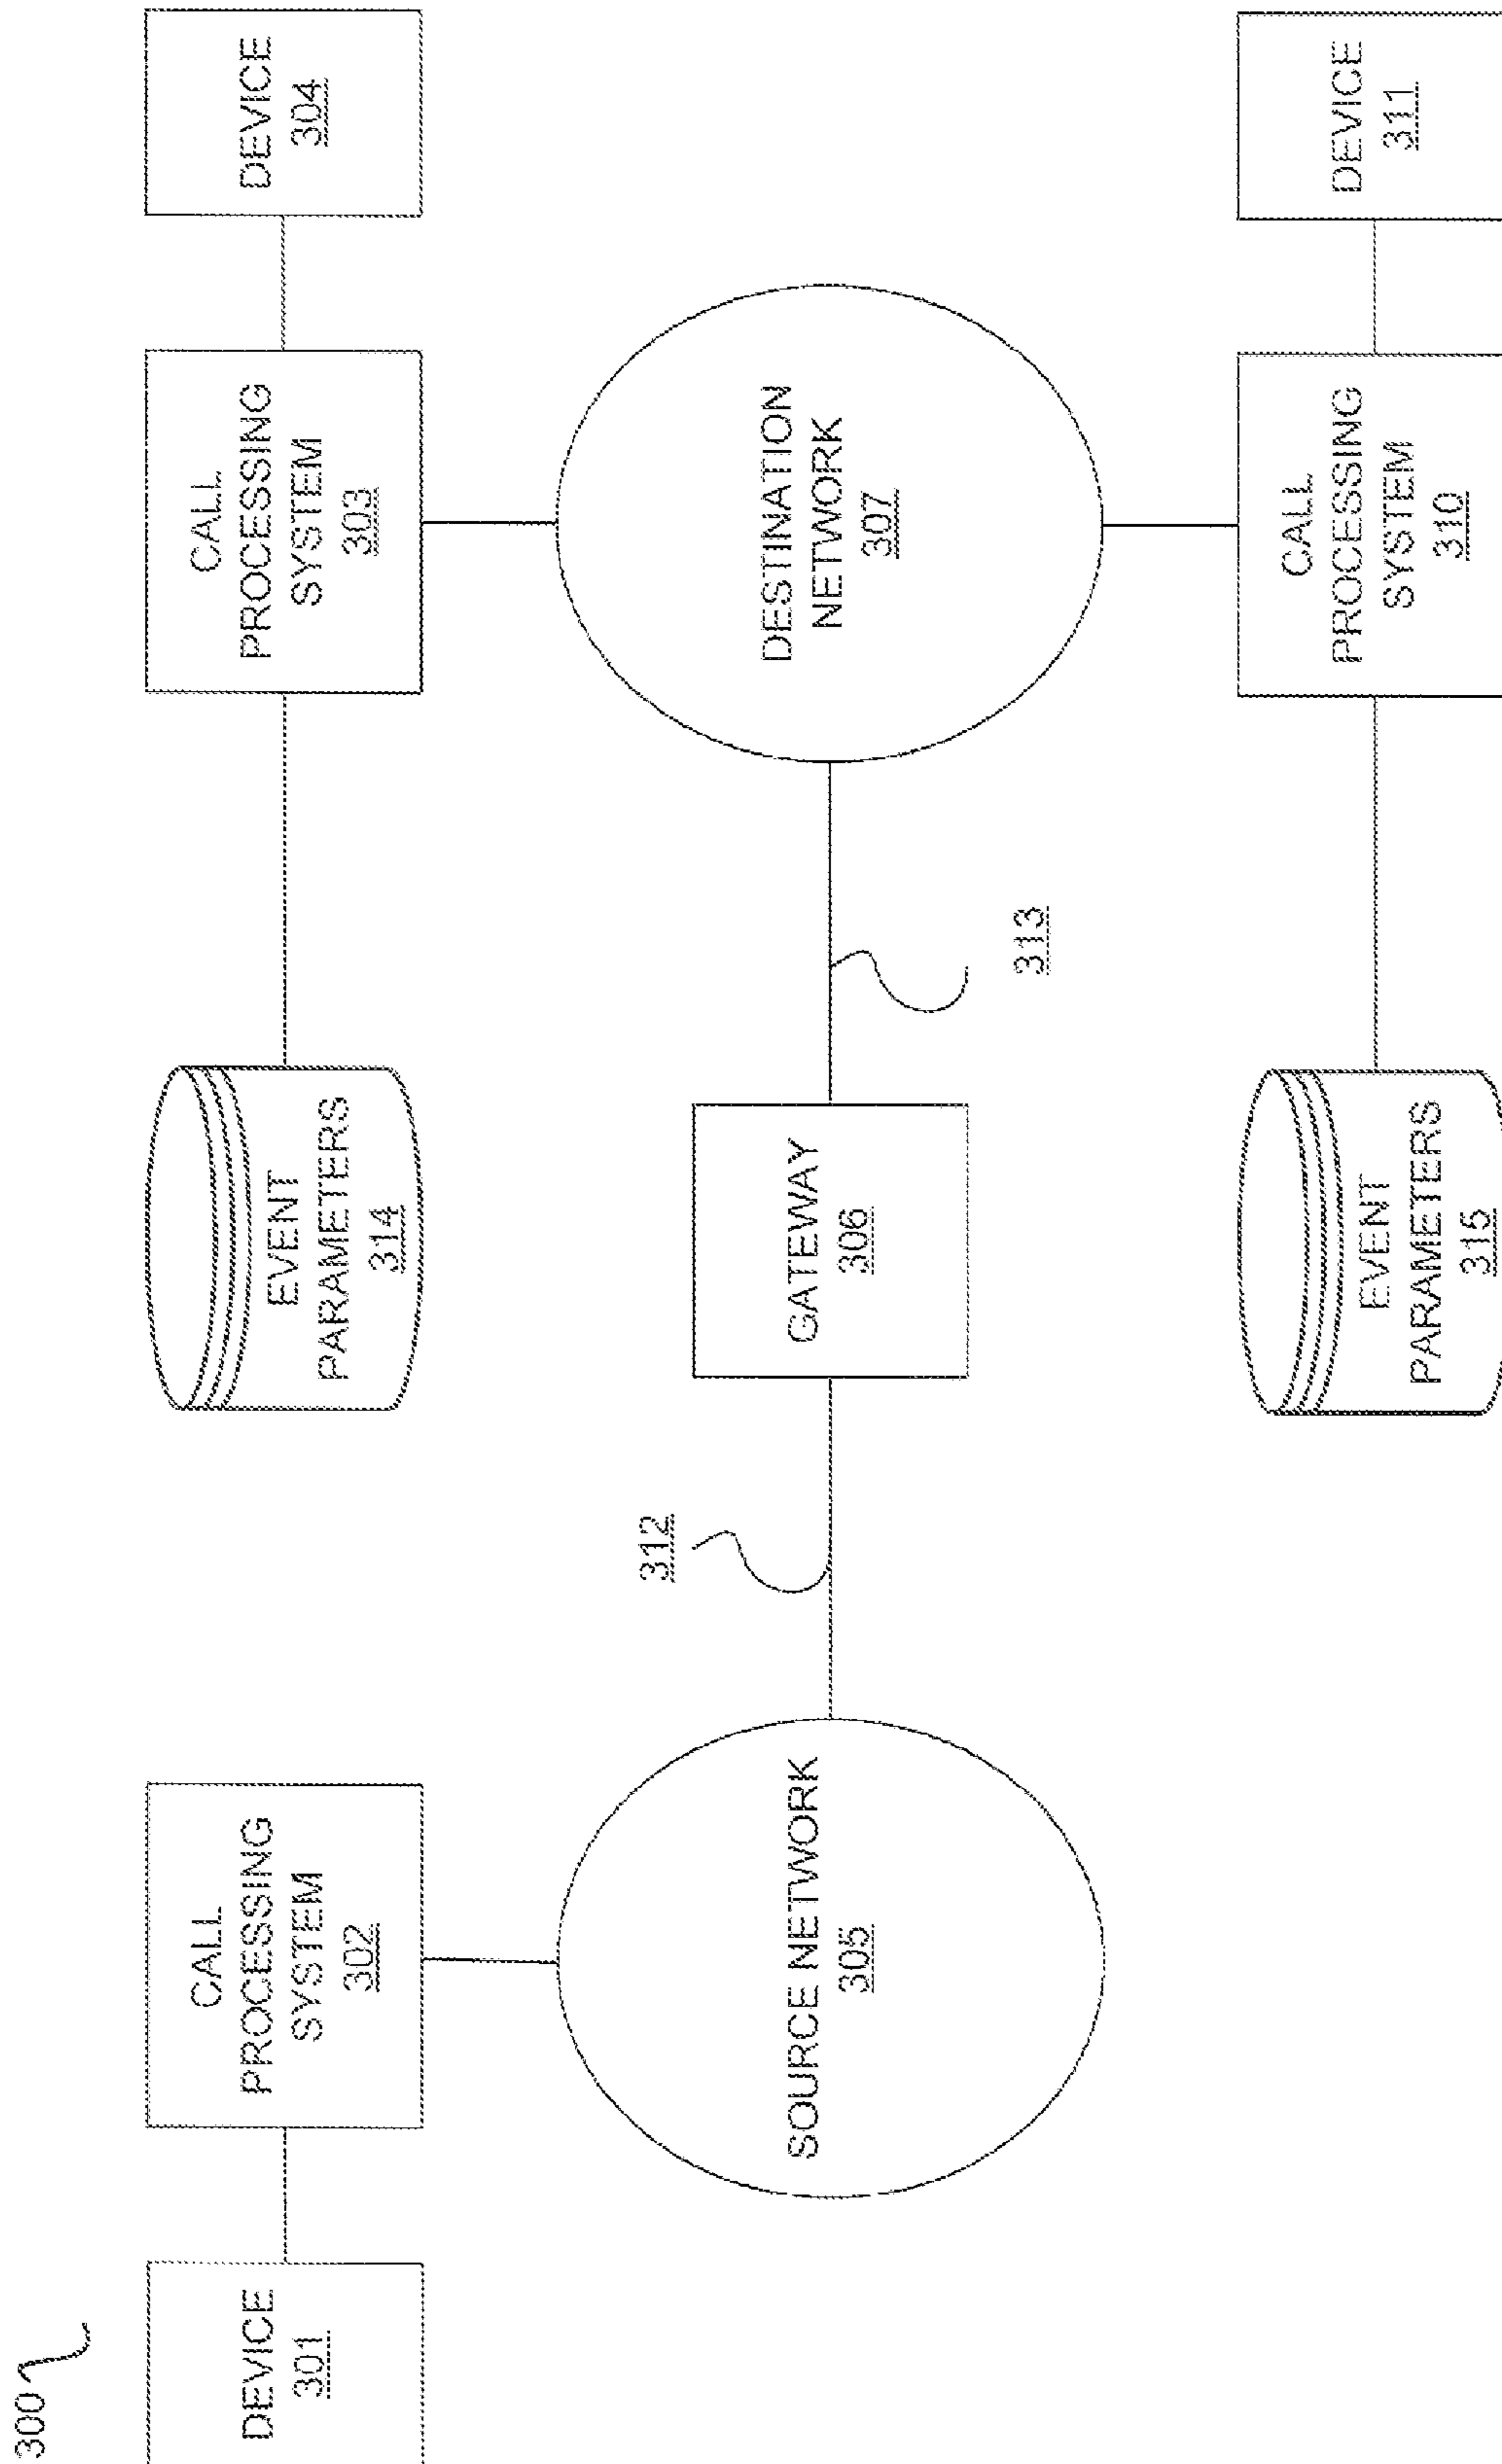 300
DEVICE
301
CALL
PROCESSING
SYSTEM
302
EVENT
PARAMETERS
314
CALL
PROCESSING
SYSTEM
303
DEVICE
304
SOURCE NETWORK
305
312
GATEWAY
306
313
DESTINATION
NETWORK
307
EVENT
PARAMETERS
315
CALL
PROCESSING
SYSTEM
310
DEVICE
311